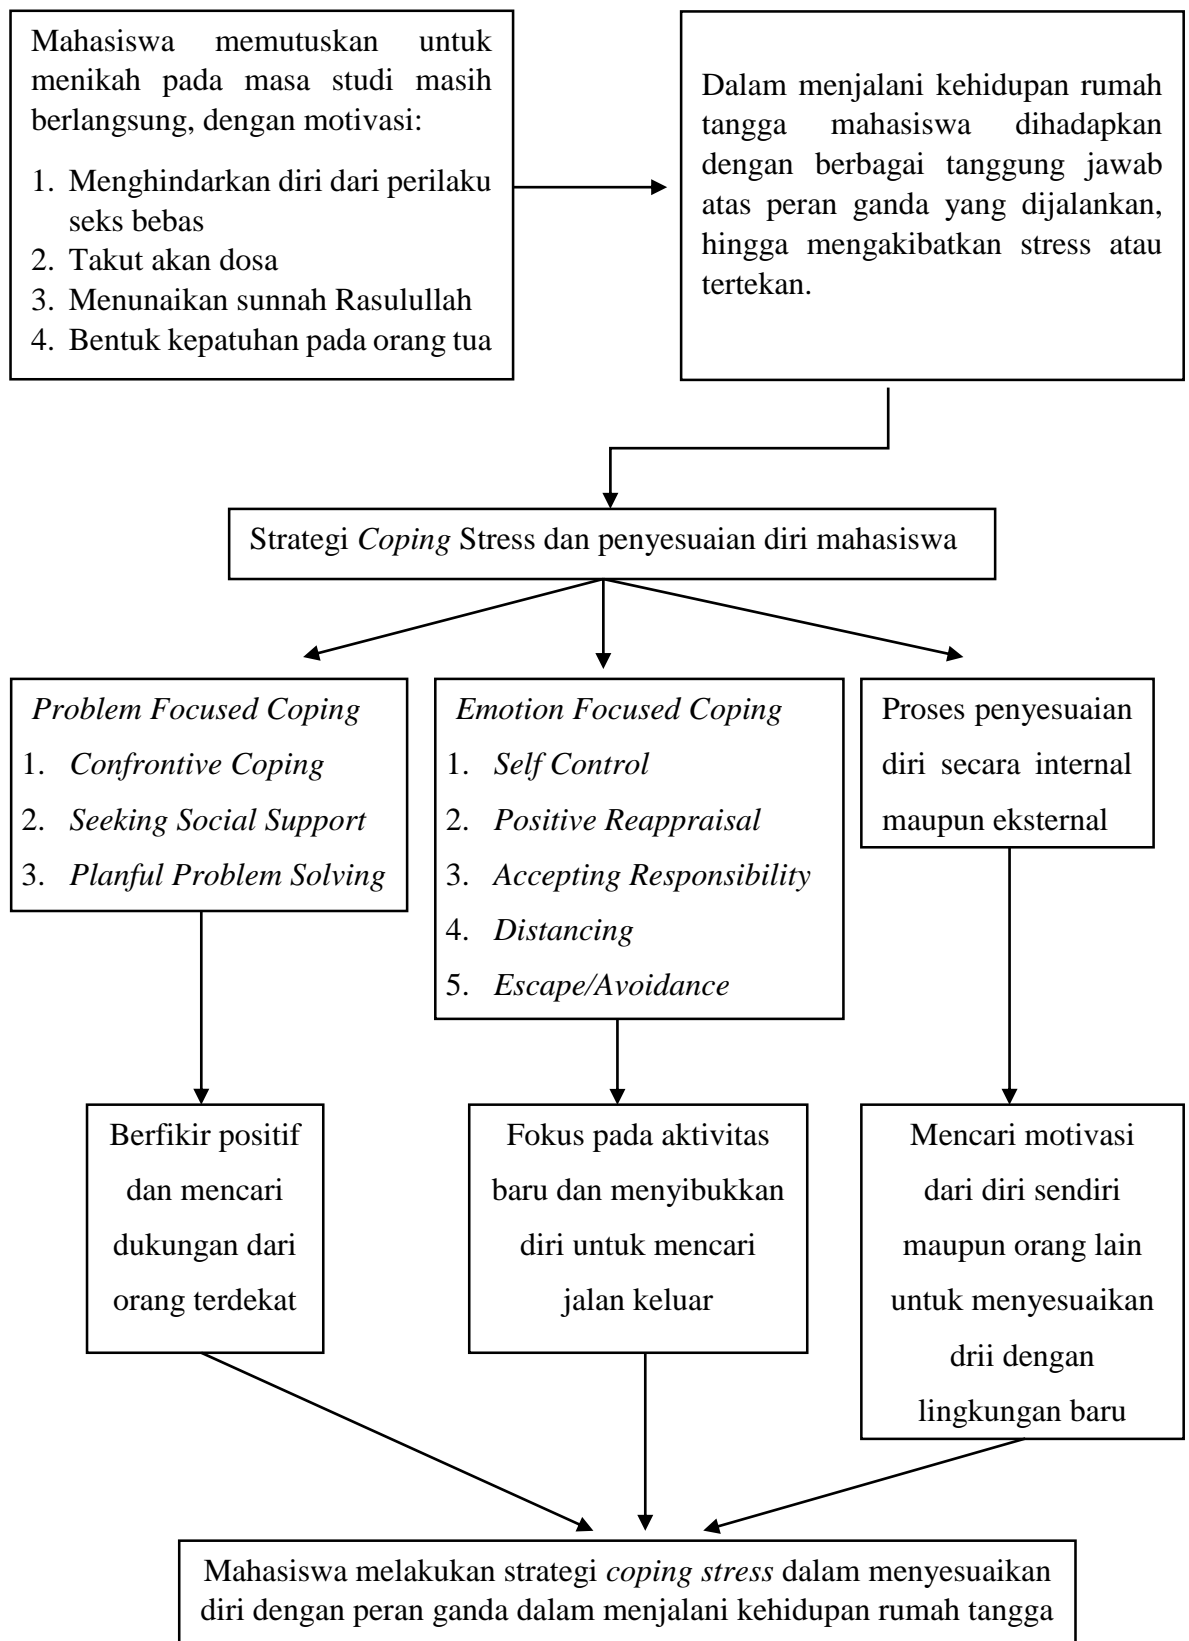 Mahasiswa memutuskan untuk
menikah pada masa studi masih
berlangsung, dengan motivasi:
1. Menghindarkan diri dari perilaku
seks bebas
2. Takut akan dosa
3. Menunaikan sunnah Rasulullah
4. Bentuk kepatuhan pada orang tua
Dalam menjalani kehidupan rumah
tangga mahasiswa dihadapkan
dengan berbagai tanggung jawab
atas peran ganda yang dijalankan,
hingga mengakibatkan stress atau
tertekan.
Strategi Coping Stress dan penyesuaian diri mahasiswa
Problem Focused Coping
1. Confrontive Coping
2. Seeking Social Support
3. Planful Problem Solving
Emotion Focused Coping
1. Self Control
2. Positive Reappraisal
3. Accepting Responsibility
4. Distancing
5. Escape/Avoidance
Proses penyesuaian
diri secara internal
maupun eksternal
Berfikir positif
dan mencari
dukungan dari
orang terdekat
Fokus pada aktivitas
baru dan menyibukkan
diri untuk mencari
jalan keluar
Mencari motivasi
dari diri sendiri
maupun orang lain
untuk menyesuaikan
drii dengan
lingkungan baru
Mahasiswa melakukan strategi coping stress dalam menyesuaikan
diri dengan peran ganda dalam menjalani kehidupan rumah tangga